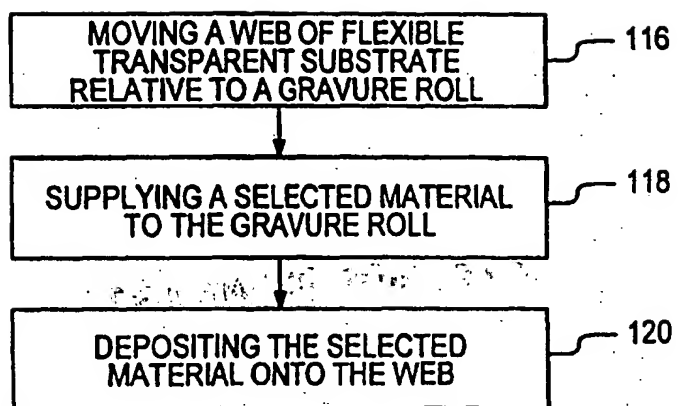 MOVING A WEB OF FLEXIBLE
TRANSPARENT SUBSTRATE
RELATIVE TO A GRAVURE ROLL
116
SUPPLYING A SELECTED MATERIAL
TO THE GRAVURE ROLL
118
DEPOSITING THE SELECTED
MATERIAL ONTO THE WEB
120